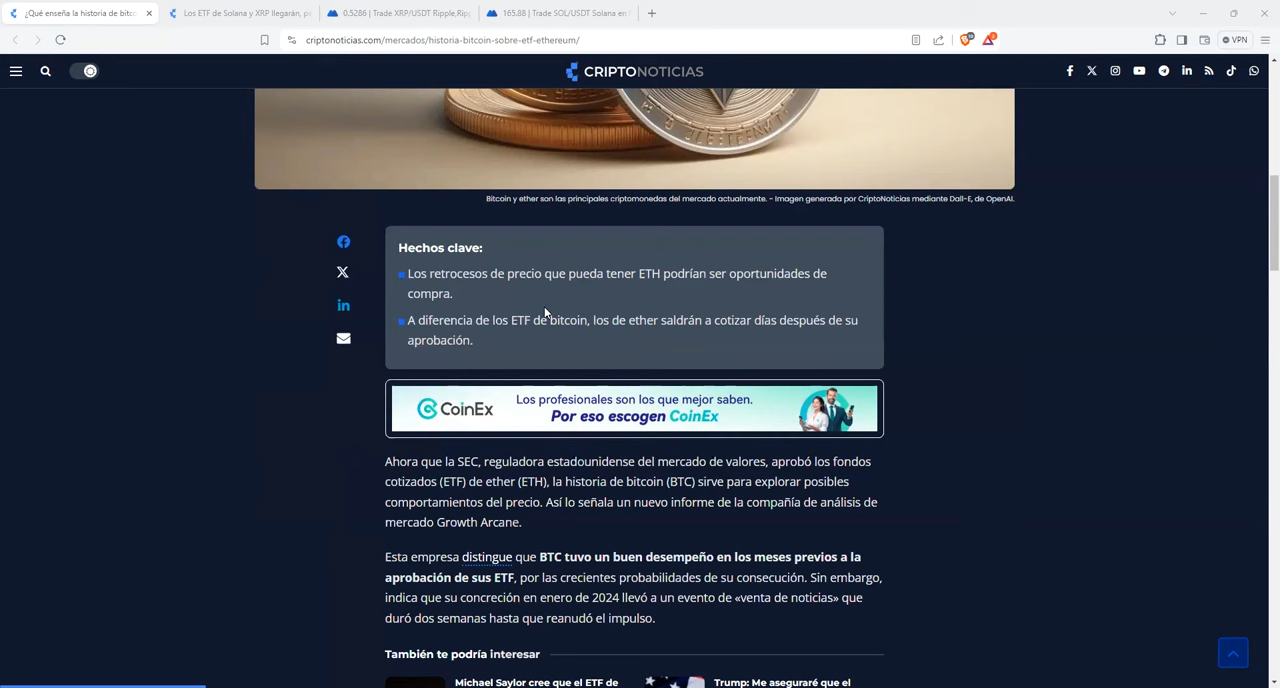 ¿Qué enseña la historia de bitco
Los ETF de Solana y XRP llegarán, p
0.5286 | Trade XRP/USDT Ripple,Rip
165.88 | Trade SOL/USDT Solana en
criptonoticias.com/mercados/historia-bitcoin-sobre-etf-ethereum/
VPN
CRIPTONOTICIAS
Bitcoin y ether son las principales criptomonedas del mercado actualmente. - Imagen generada por CriptoNoticias mediante Dall-E, de OpenAI.
Hechos clave:
Los retrocesos de precio que pueda tener ETH podrían ser oportunidades de
compra.
A diferencia de los ETF de bitcoin, los de ether saldrán a cotizar días después de su
aprobación.
CoinEx
Los profesionales son los que mejor saben.
Por eso escogen CoinEx
Ahora que la SEC, reguladora estadounidense del mercado de valores, aprobó los fondos
cotizados (ETF) de ether (ETH), la historia de bitcoin (BTC) sirve para explorar posibles
comportamientos del precio. Así lo señala un nuevo informe de la compañía de análisis de
mercado Growth Arcane.
Esta empresa distingue que BTC tuvo un buen desempeño en los meses previos a la
aprobación de sus ETF, por las crecientes probabilidades de su consecución. Sin embargo,
indica que su concreción en enero de 2024 llevó a un evento de «venta de noticias» que
duró dos semanas hasta que reanudó el impulso.
También te podría interesar
Michael Saylor cree que el ETF de
Trump: Me aseguraré que el